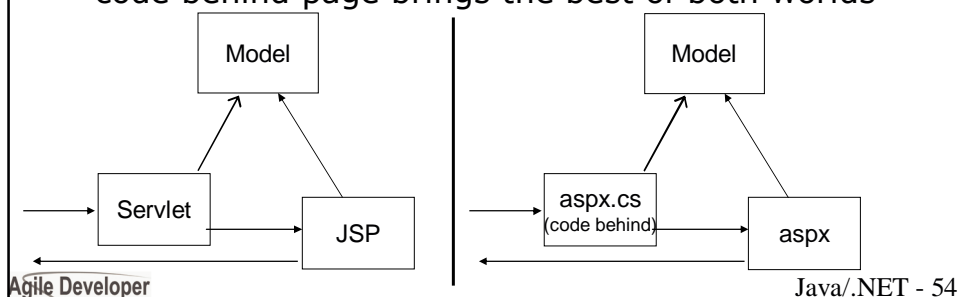 code behind page brings the best of both worlds
Model
Servlet
JSP
Model
aspx.cs
(code behind)
aspx
Agile Developer
Java/.NET - 54